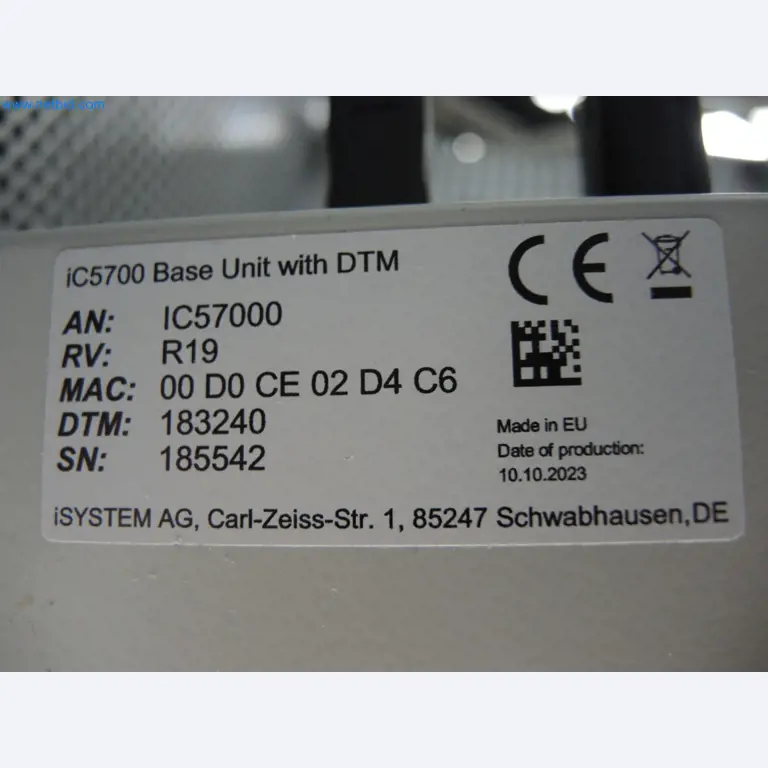 iC5700 Base Unit with DTM
AN: IC57000
RV: R19
MAC: 00 D0 CE 02 D4 C6
DTM: 183240
SN: 185542
CE
Made in EU
Date of production:
10.10.2023
iSYSTEM AG, Carl-Zeiss-Str. 1, 85247 Schwabhausen,DE